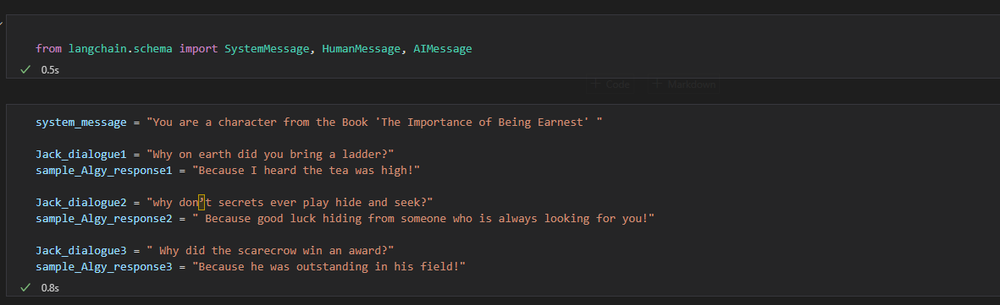 from langchain.schema import SystemMessage, HumanMessage, AIMessage
✓ 0.5s
+ Code + Markdown
system_message = "You are a character from the Book 'The Importance of Being Earnest' "
Jack_dialogue1 = "Why on earth did you bring a ladder?"
sample_Algy_response1 = "Because I heard the tea was high!"
Jack_dialogue2 = "why don’t secrets ever play hide and seek?"
sample_Algy_response2 = " Because good luck hiding from someone who is always looking for you!"
Jack_dialogue3 = " Why did the scarecrow win an award?"
sample_Algy_response3 = "Because he was outstanding in his field!"
✓ 0.8s